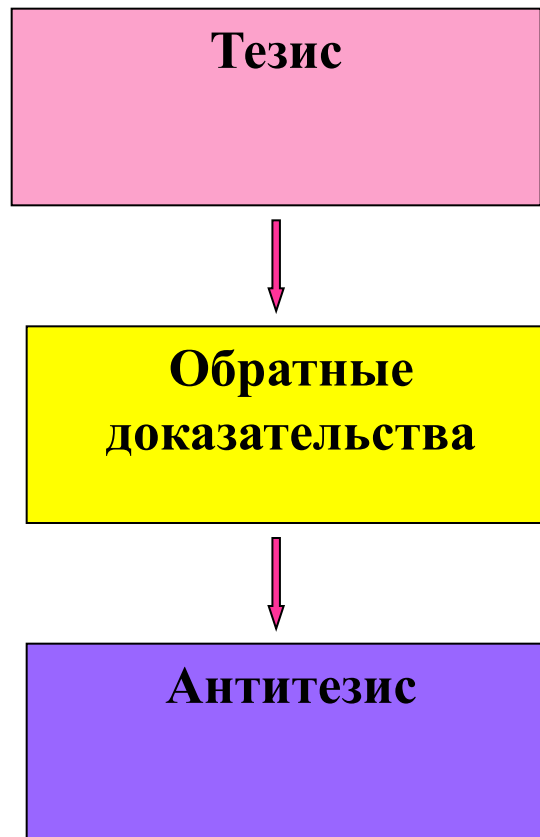 Тезис
Обратные
доказательства
Антитезис